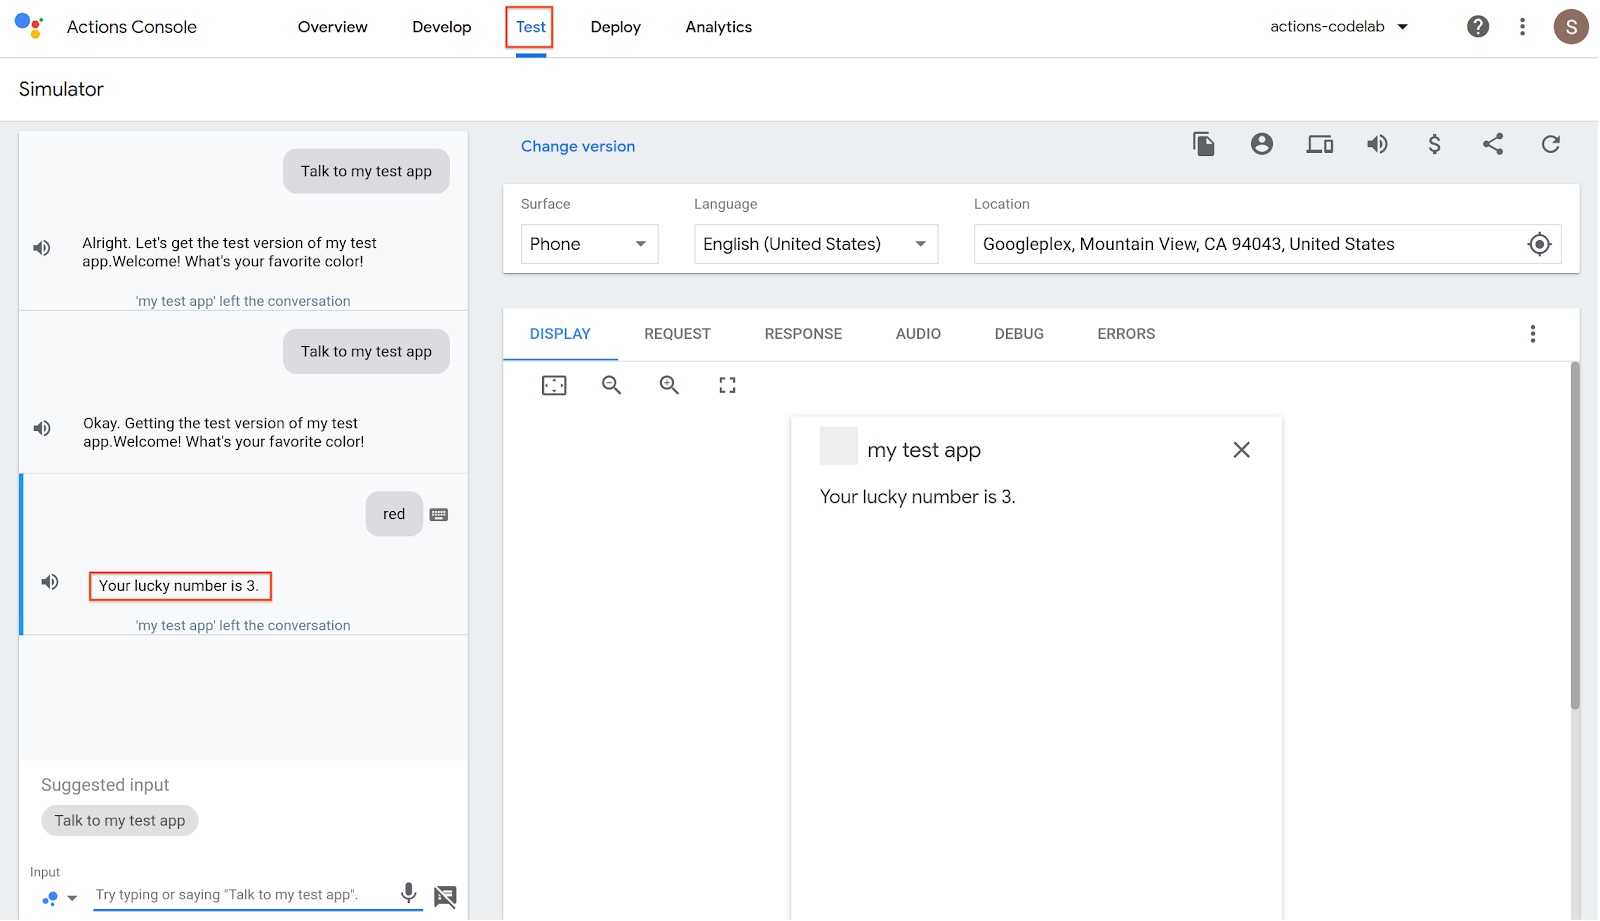 Actions Console
Overview
Develop
Test
Deploy
Analytics
actions-codelab
S
Simulator
Talk to my test app
Alright. Let's get the test version of my test
app.Welcome! What's your favorite color!
'my test app' left the conversation
Talk to my test app
Okay. Getting the test version of my test
app.Welcome! What's your favorite color!
red
Your lucky number is 3.
'my test app' left the conversation
Suggested input
Talk to my test app
Input
Try typing or saying "Talk to my test app".
Change version
Surface
Phone
Language
English (United States)
Location
Googleplex, Mountain View, CA 94043, United States
DISPLAY
REQUEST
RESPONSE
AUDIO
DEBUG
ERRORS
my test app
Your lucky number is 3.